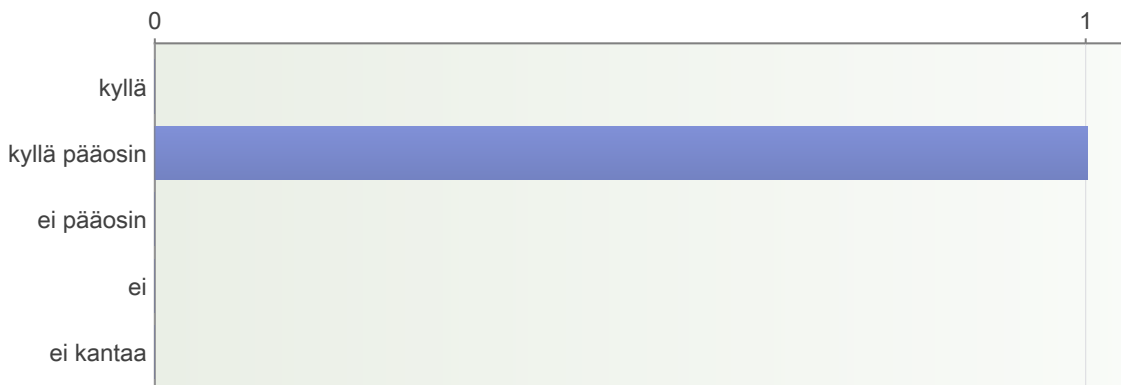 0 1
kyllä
kyllä pääosin
ei pääosin
ei
ei kantaa